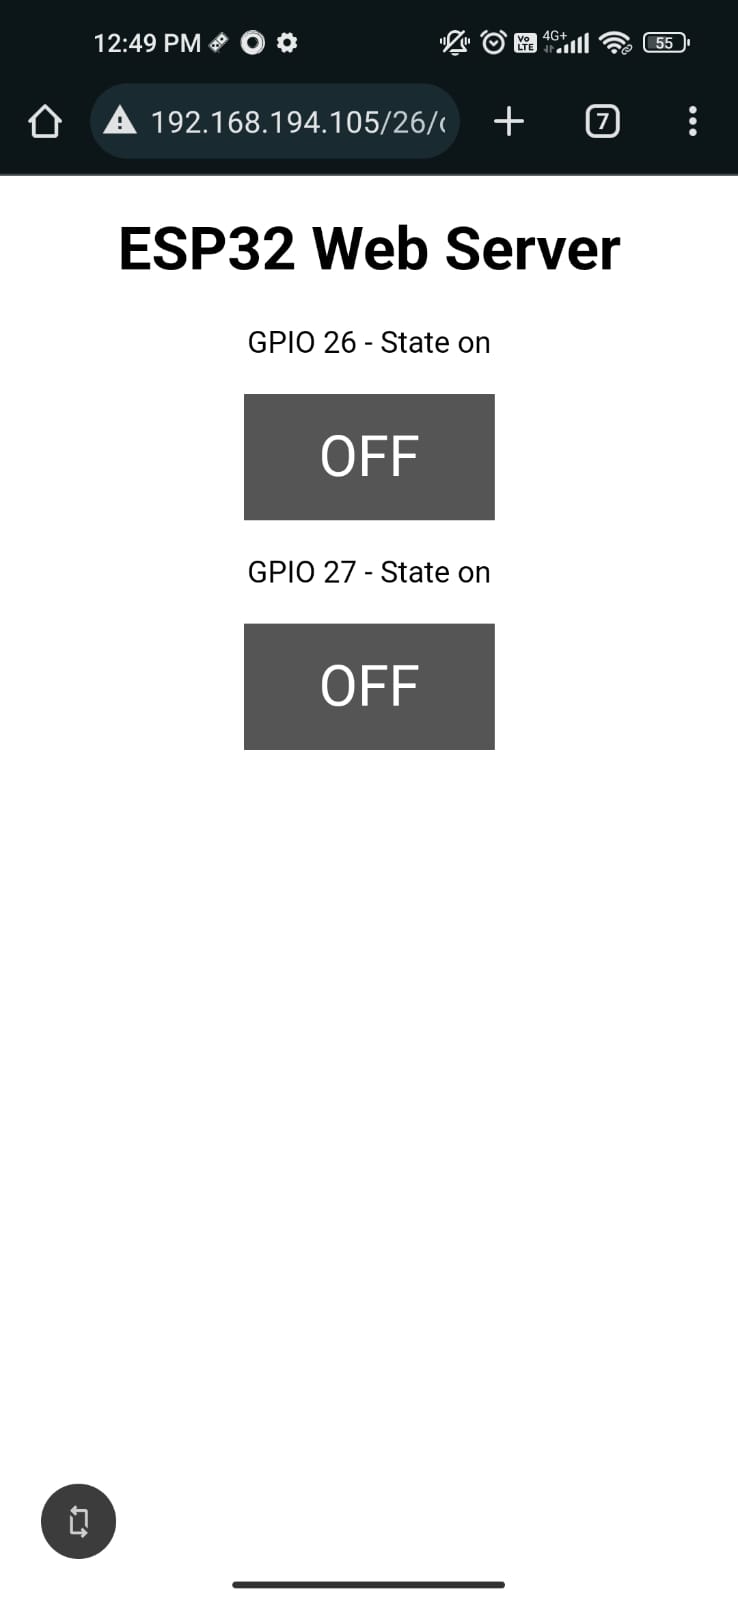 12:49 PM
Vo LTE 4G+ 55
192.168.194.105/26/
7
ESP32 Web Server
GPIO 26 - State on
OFF
GPIO 27 - State on
OFF